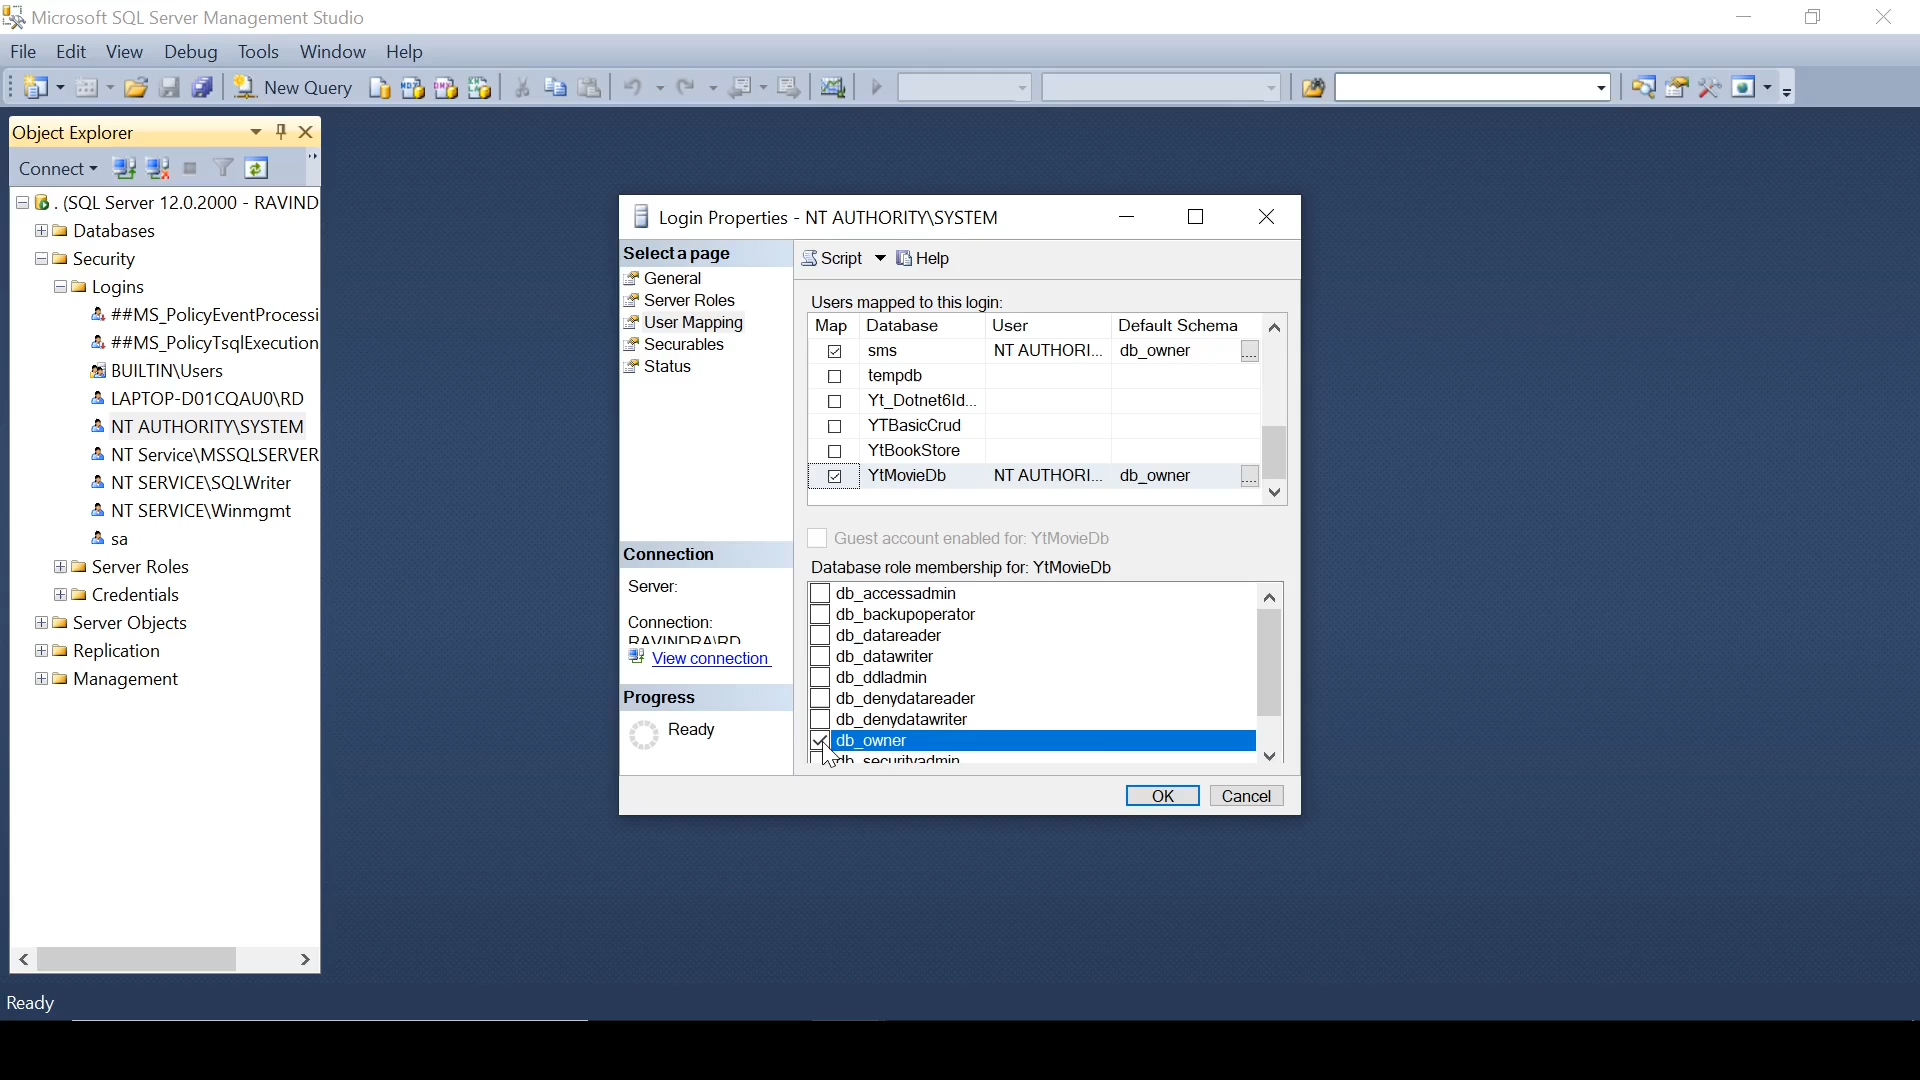 Microsoft SQL Server Management Studio
File Edit View Debug Tools Window Help
New Query
Object Explorer
Connect
. (SQL Server 12.0.2000 - RAVIND
Databases
Security
Logins
##MS_PolicyEventProcessi
##MS_PolicyTsqlExecution
BUILTIN\Users
LAPTOP-D01CQAU0\RD
NT AUTHORITY\SYSTEM
NT Service\MSSQLSERVER
NT SERVICE\SQLWriter
NT SERVICE\Winmgmt
sa
Server Roles
Credentials
Server Objects
Replication
Management
Login Properties - NT AUTHORITY\SYSTEM
Select a page
General
Server Roles
User Mapping
Securables
Status
Connection
Server:
Connection:
RAVINDRA\RD
View connection
Progress
Ready
Script Help
Users mapped to this login:
Map Database User Default Schema
sms NT AUTHORI... db_owner ...
tempdb
Yt_Dotnet6Id...
YTBasicCrud
YtBookStore
YtMovieDb NT AUTHORI... db_owner ...
Guest account enabled for: YtMovieDb
Database role membership for: YtMovieDb
db_accessadmin
db_backupoperator
db_datareader
db_datawriter
db_ddladmin
db_denydatareader
db_denydatawriter
db_owner
db_securityadmin
OK Cancel
Ready